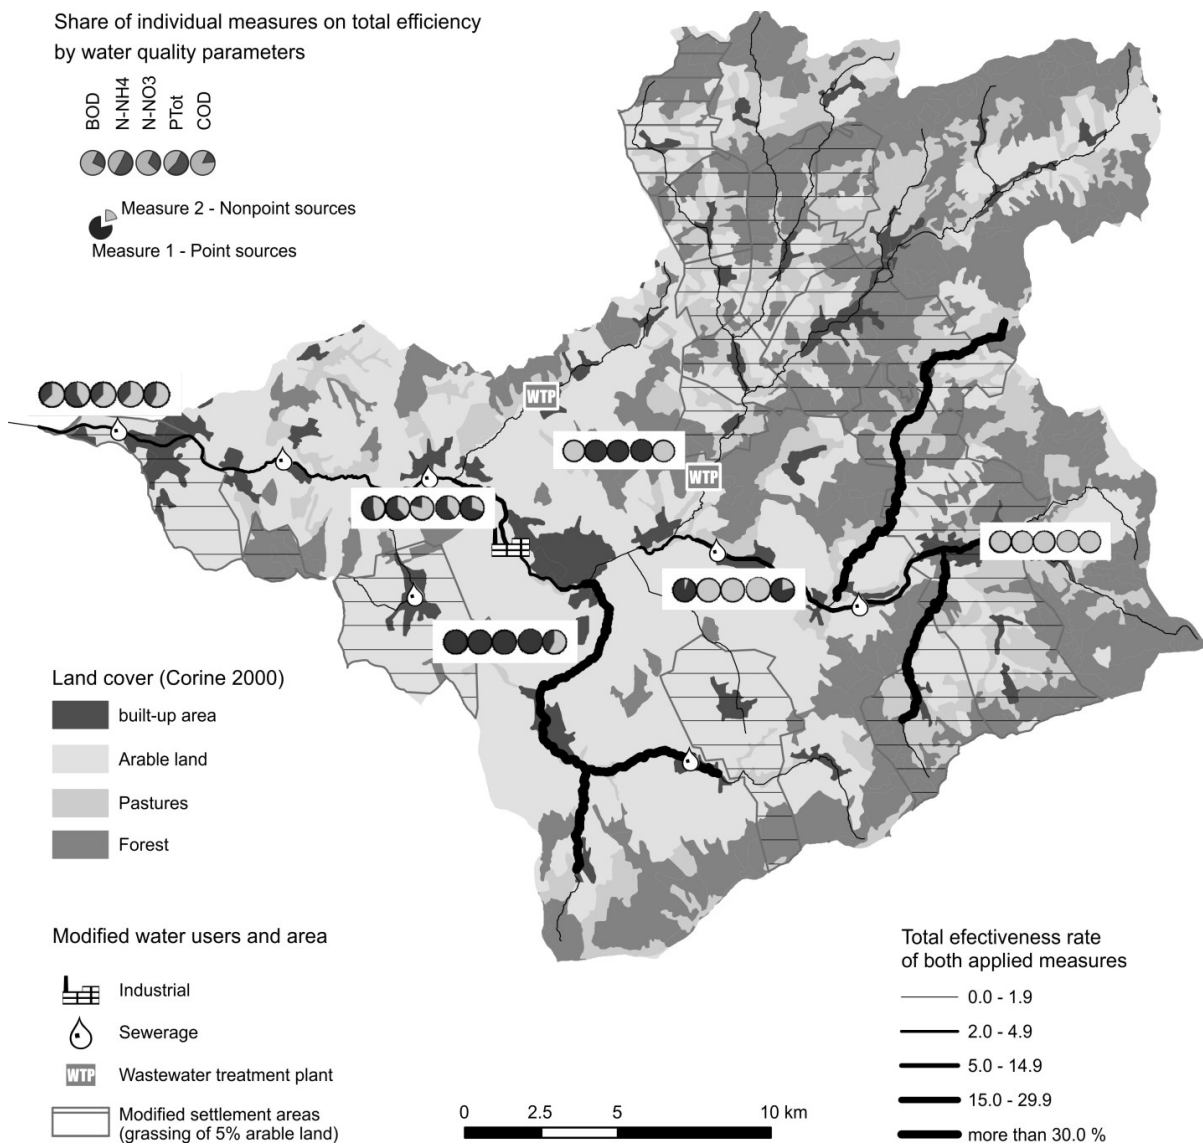 Share of individual measures on total efficiency
by water quality parameters
BOD
N-NH4
N-NO3
PTot
COD
Measure 2 - Nonpoint sources
Measure 1 - Point sources
WTP
WTP
Land cover (Corine 2000)
built-up area
Arable land
Pastures
Forest
Modified water users and area
Industrial
Sewerage
WTP
Wastewater treatment plant
Modified settlement areas
(grassing of 5% arable land)
0 2.5 5 10 km
Total efectiveness rate
of both applied measures
0.0 - 1.9
2.0 - 4.9
5.0 - 14.9
15.0 - 29.9
more than 30.0 %